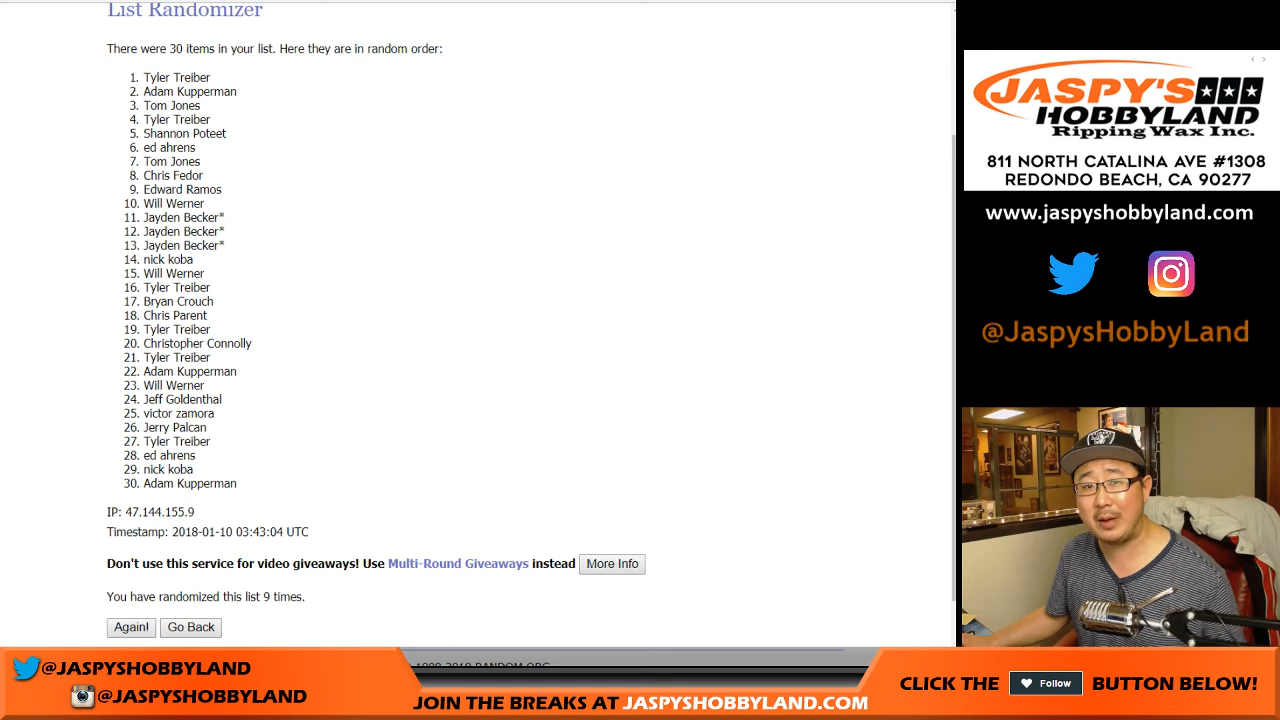 List Randomizer
There were 30 items in your list. Here they are in random order:
1. Tyler Treiber
2. Adam Kupperman
3. Tom Jones
4. Tyler Treiber
5. Shannon Poteet
6. ed ahrens
7. Tom Jones
8. Chris Fedor
9. Edward Ramos
10. Will Werner
11. Jayden Becker*
12. Jayden Becker*
13. Jayden Becker*
14. nick koba
15. Will Werner
16. Tyler Treiber
17. Bryan Crouch
18. Chris Parent
19. Tyler Treiber
20. Christopher Connolly
21. Tyler Treiber
22. Adam Kupperman
23. Will Werner
24. Jeff Goldenthal
25. victor zamora
26. Jerry Palcan
27. Tyler Treiber
28. ed ahrens
29. nick koba
30. Adam Kupperman
IP: 47.144.155.9
Timestamp: 2018-01-10 03:43:04 UTC
Don't use this service for video giveaways! Use Multi-Round Giveaways instead More Info
You have randomized this list 9 times.
Again! Go Back
JASPY'S
HOBBYLAND
Ripping Wax Inc.
811 NORTH CATALINA AVE #1308
REDONDO BEACH, CA 90277
www.jaspyshobbyland.com
@JaspysHobbyLand
@JASPYSHOBBYLAND
@JASPYSHOBBYLAND
JOIN THE BREAKS AT JASPYSHOBBYLAND.COM
CLICK THE Follow BUTTON BELOW!